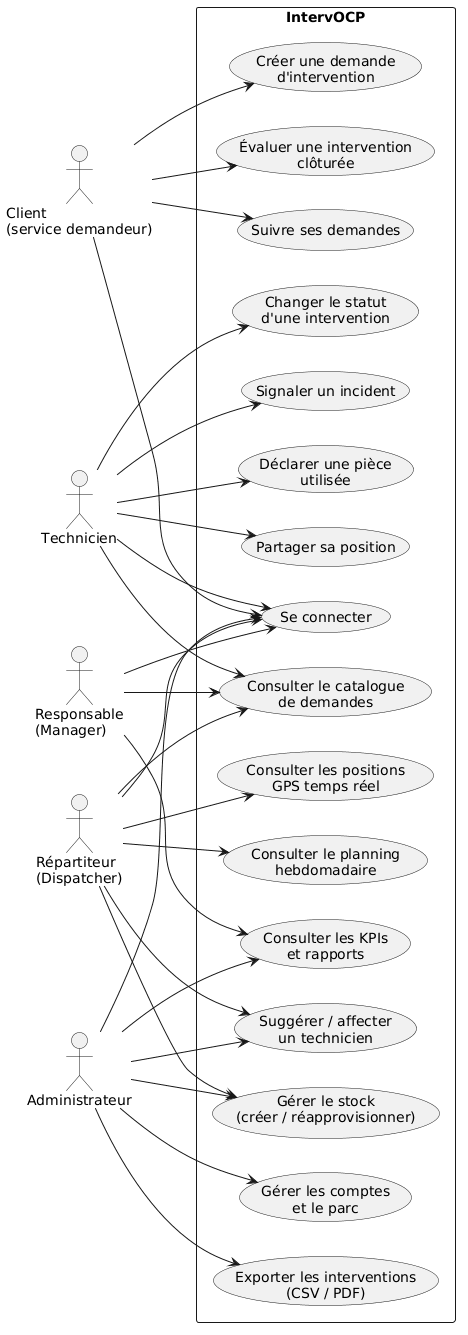 IntervOCP
Créer une demande
d'intervention
Évaluer une intervention
clôturée
Client
(service demandeur)
Suivre ses demandes
Changer le statut
d'une intervention
Signaler un incident
Déclarer une pièce
utilisée
Technicien
Partager sa position
Se connecter
Responsable
(Manager)
Consulter le catalogue
de demandes
Consulter les positions
GPS temps réel
Répartiteur
(Dispatcher)
Consulter le planning
hebdomadaire
Consulter les KPIs
et rapports
Suggérer / affecter
un technicien
Administrateur
Gérer le stock
(créer / réapprovisionner)
Gérer les comptes
et le parc
Exporter les interventions
(CSV / PDF)